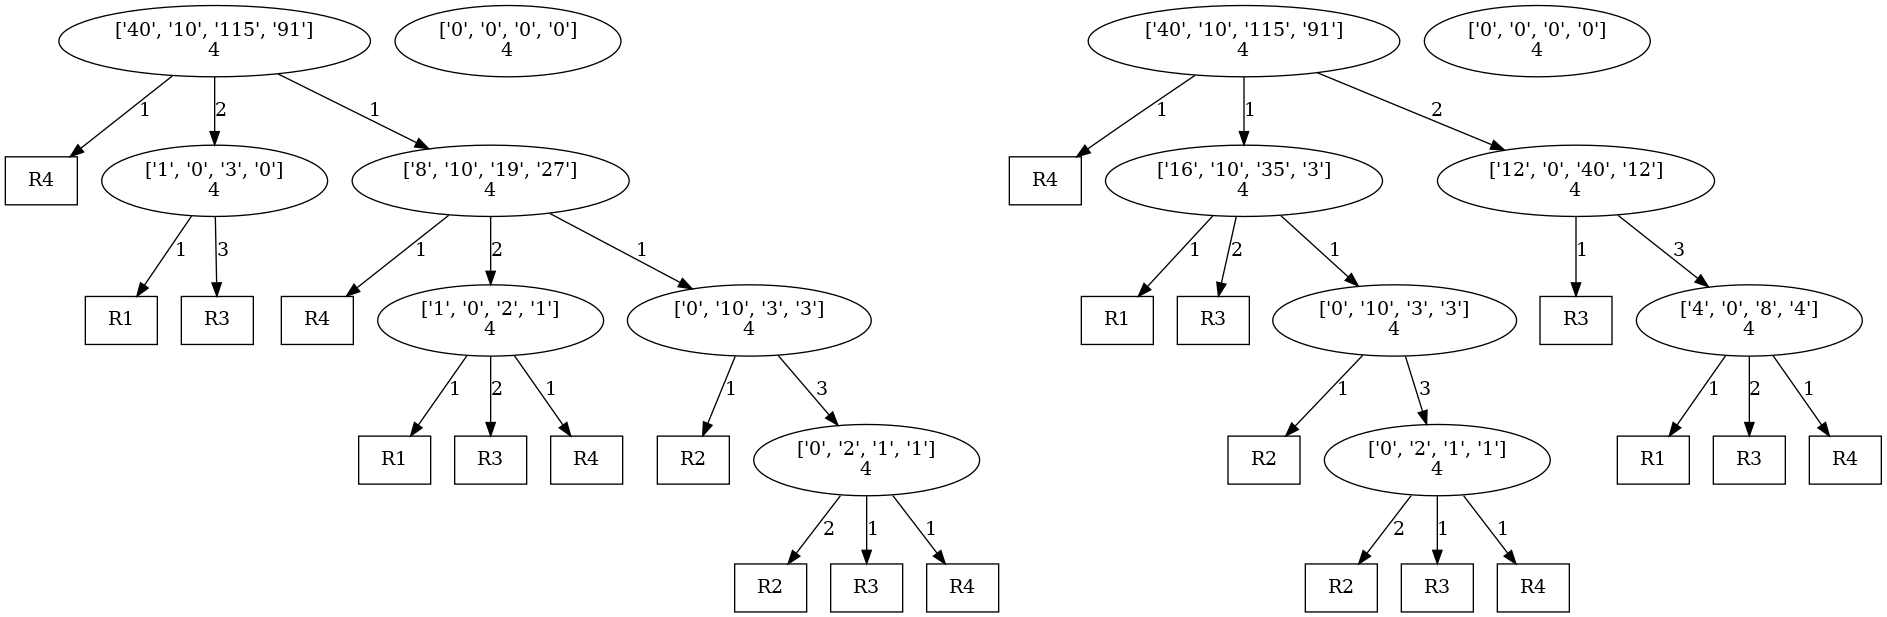 ['40', '10', '115', '91']
4
['0', '0', '0', '0']
4
['40', '10', '115', '91']
4
['0', '0', '0', '0']
4
1
2
1
1
1
2
R4
['1', '0', '3', '0']
4
['8', '10', '19', '27']
4
R4
['16', '10', '35', '3']
4
['12', '0', '40', '12']
4
1
3
1
2
1
1
2
1
1
3
R1
R3
R4
['1', '0', '2', '1']
4
['0', '10', '3', '3']
4
R1
R3
['0', '10', '3', '3']
4
R3
['4', '0', '8', '4']
4
1
2
1
1
3
1
3
1
2
1
R1
R3
R4
R2
['0', '2', '1', '1']
4
R2
['0', '2', '1', '1']
4
R1
R3
R4
2
1
1
2
1
1
R2
R3
R4
R2
R3
R4